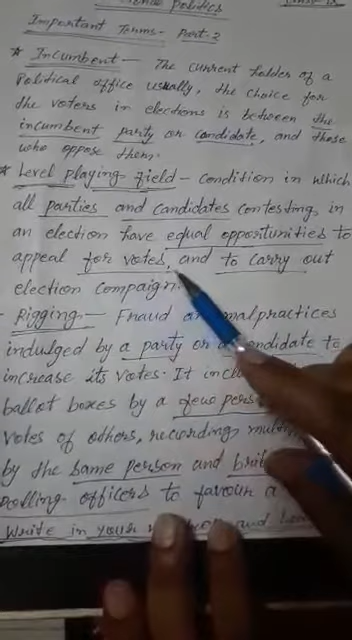 Politics
Important Terms- Part-2
* Incumbent - The current holder of a
Political office usually, the choice for
the voters in elections is between the
incumbent party or candidate, and those
who oppose them.
* Level playing field - Condition in which
all parties and candidates contesting in
an election have equal opportunities to
appeal for votes, and to carry out
election campaign.
Rigging - Fraud malpractices
indulged by a party or a candidate to
increase its votes. It
ballot boxes by a few
votes of others, recording
by the same person and
Polling officers to favour a
Write in your and